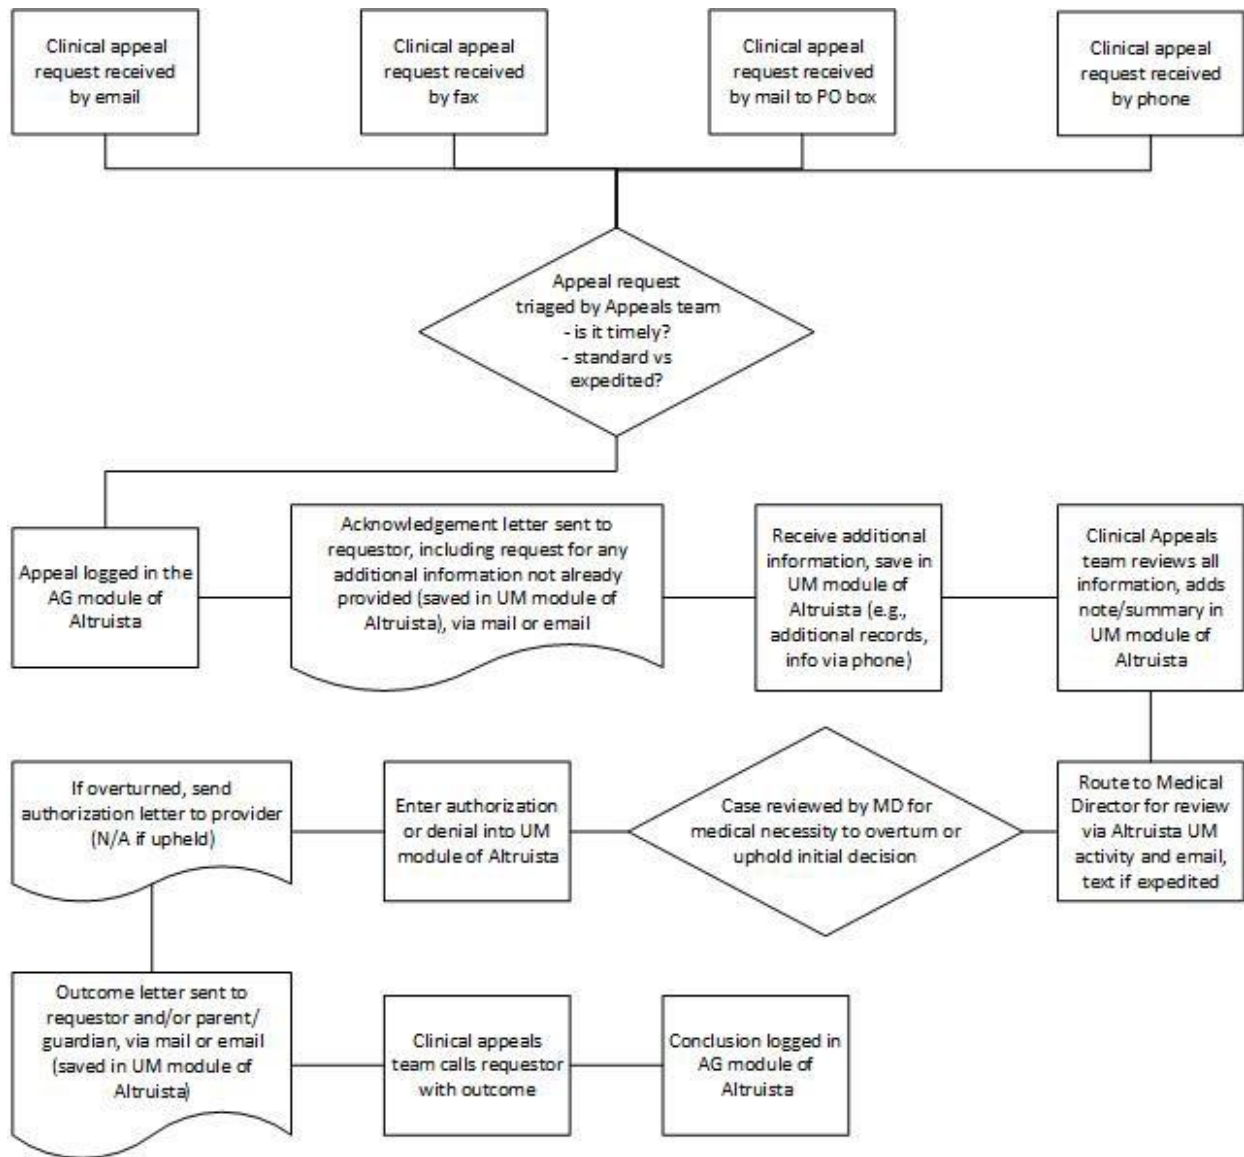 Clinical appeal
request received
by email
Clinical appeal
request received
by fax
Clinical appeal
request received
by mail to PO box
Clinical appeal
request received
by phone
Appeal request
triaged by Appeals team
- is it timely?
- standard vs
expedited?
Appeal logged in the
AG module of
Altruista
Acknowledgement letter sent to
requestor, including request for any
additional information not already
provided (saved in UM module of
Altruista), via mail or email
Receive additional
information, save in
UM module of
Altruista (e.g.,
additional records,
info via phone)
Clinical Appeals
team reviews all
information, adds
note/summary in
UM module of
Altruista
Route to Medical
Director for review
via Altruista UM
activity and email,
text if expedited
Case reviewed by MD for
medical necessity to overturn or
uphold initial decision
Enter authorization
or denial into UM
module of Altruista
If overturned, send
authorization letter to provider
(N/A if upheld)
Outcome letter sent to
requestor and/or parent/
guardian, via mail or email
(saved in UM module of
Altruista)
Clinical appeals
team calls requestor
with outcome
Conclusion logged in
AG module of
Altruista